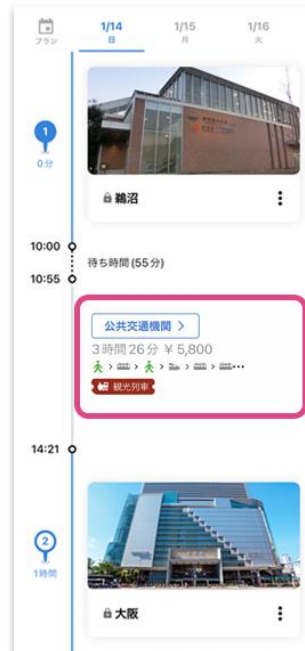 1/14
1/15
1/16
プラン
日
月
火
1
0分
鵜沼
10:00
待ち時間 (55分)
10:55
公共交通機関 >
3時間26分 ¥ 5,800
観光列車
14:21
2
1時間
大阪